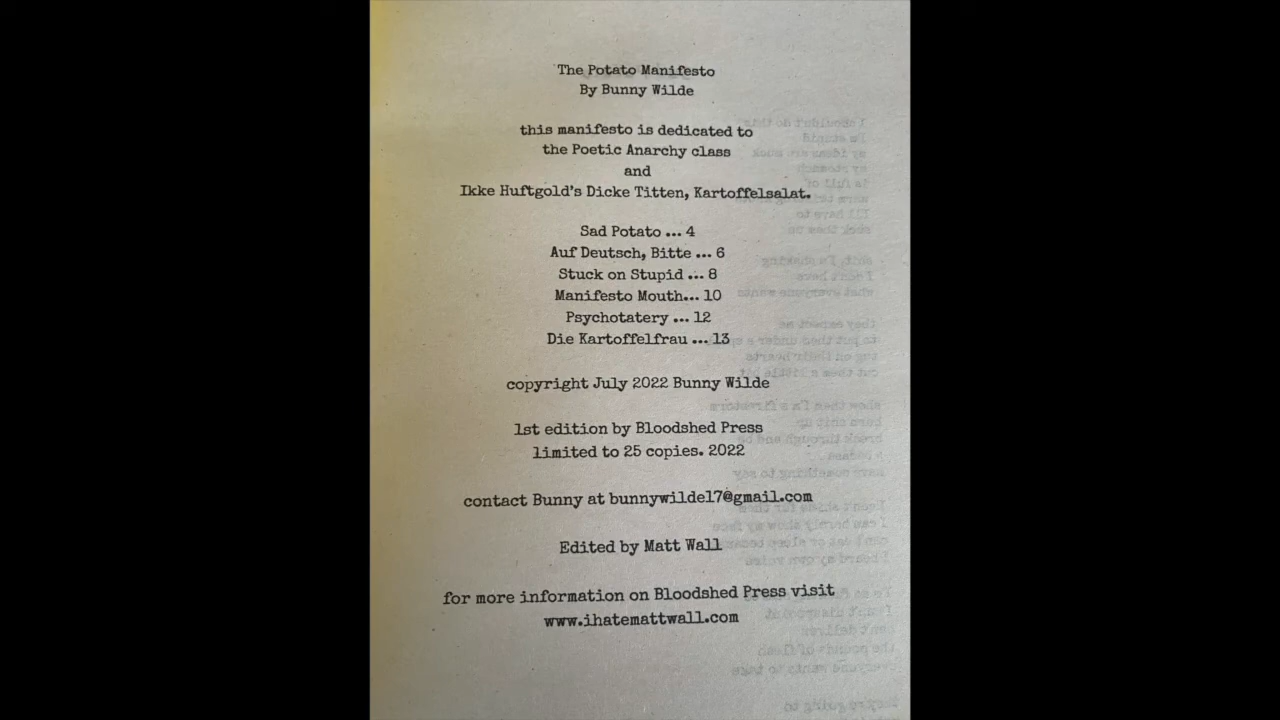 The Potato Manifesto
By Bunny Wilde
this manifesto is dedicated to
the Poetic Anarchy class
and
Ikke Huftgold's Dicke Titten, Kartoffelsalat.
Sad Potato ... 4
Auf Deutsch, Bitte ... 6
Stuck on Stupid ... 8
Manifesto Mouth... 10
Psychotatery ... 12
Die Kartoffelfrau ... 13
copyright July 2022 Bunny Wilde
1st edition by Bloodshed Press
limited to 25 copies. 2022
contact Bunny at bunnywilde17@gmail.com
Edited by Matt Wall
for more information on Bloodshed Press visit
www.ihatemattwall.com